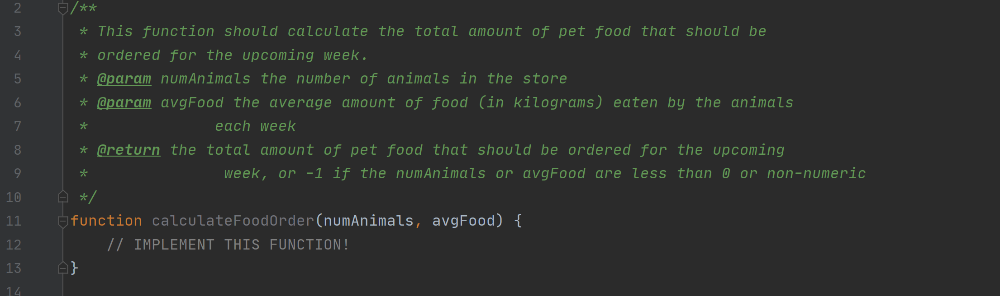 2 /**
3  * This function should calculate the total amount of pet food that should be
4  * ordered for the upcoming week.
5  * @param numAnimals the number of animals in the store
6  * @param avgFood the average amount of food (in kilograms) eaten by the animals
7  *              each week
8  * @return the total amount of pet food that should be ordered for the upcoming
9  *               week, or -1 if the numAnimals or avgFood are less than 0 or non-numeric
10  */
11 function calculateFoodOrder(numAnimals, avgFood) {
12     // IMPLEMENT THIS FUNCTION!
13 }
14